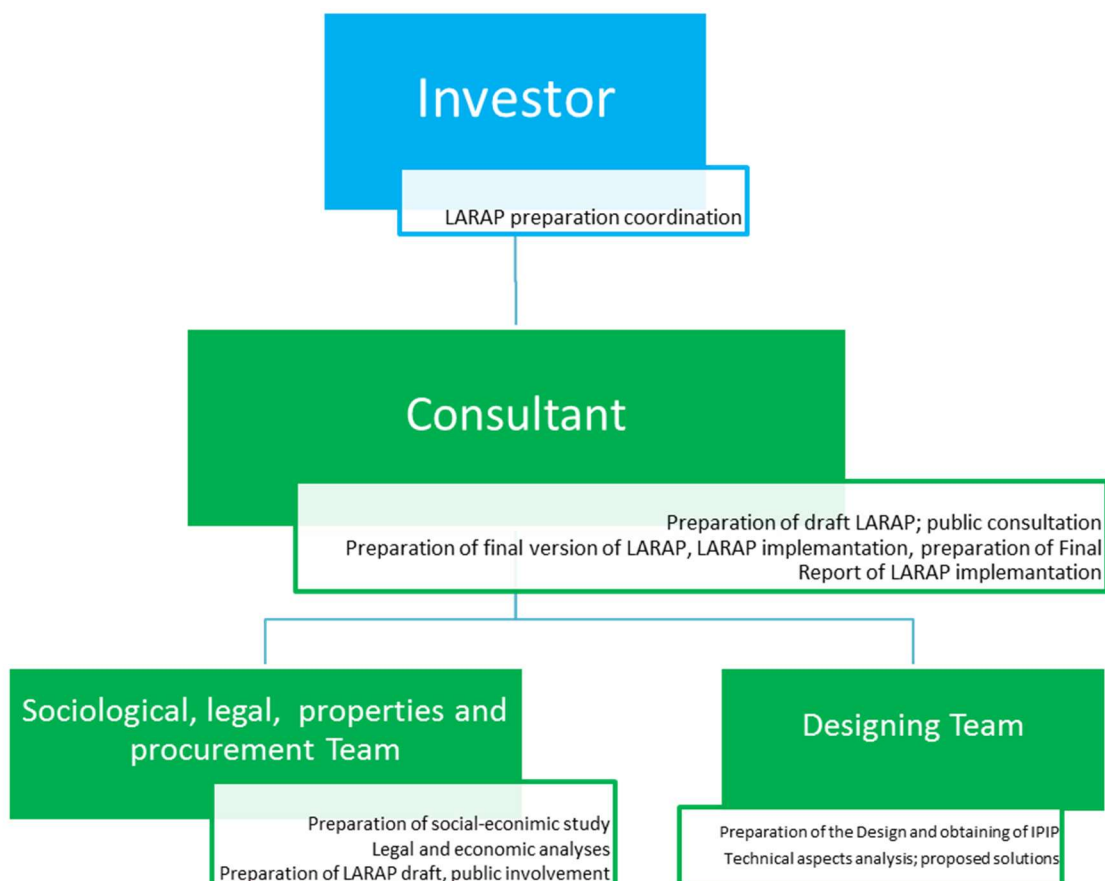 Investor
LARAP preparation coordination
Consultant
Preparation of draft LARAP; public consultation
Preparation of final version of LARAP, LARAP implemantation, preparation of Final
Report of LARAP implemantation
Sociological, legal, properties and
procurement Team
Preparation of social-econimic study
Legal and economic analyses
Preparation of LARAP draft, public involvement
Designing Team
Preparation of the Design and obtaining of IPIP
Technical aspects analysis; proposed solutions